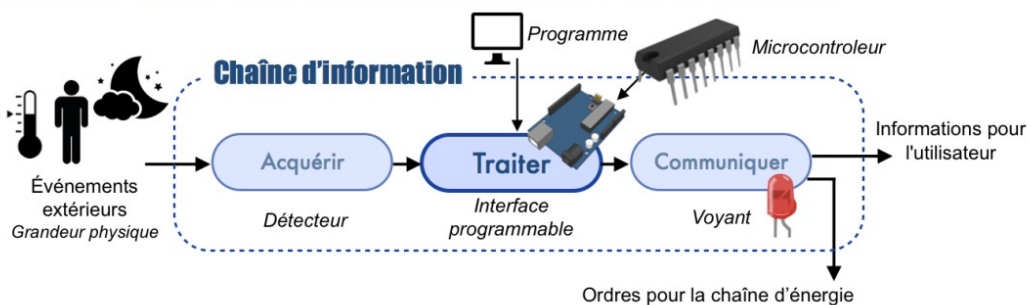 Programme
Microcontroleur
Chaîne d'information
Acquérir
Traiter
Communiquer
Informations pour
l'utilisateur
Événements
extérieurs
Grandeur physique
Détecteur
Interface
programmable
Voyant
Ordres pour la chaîne d'énergie